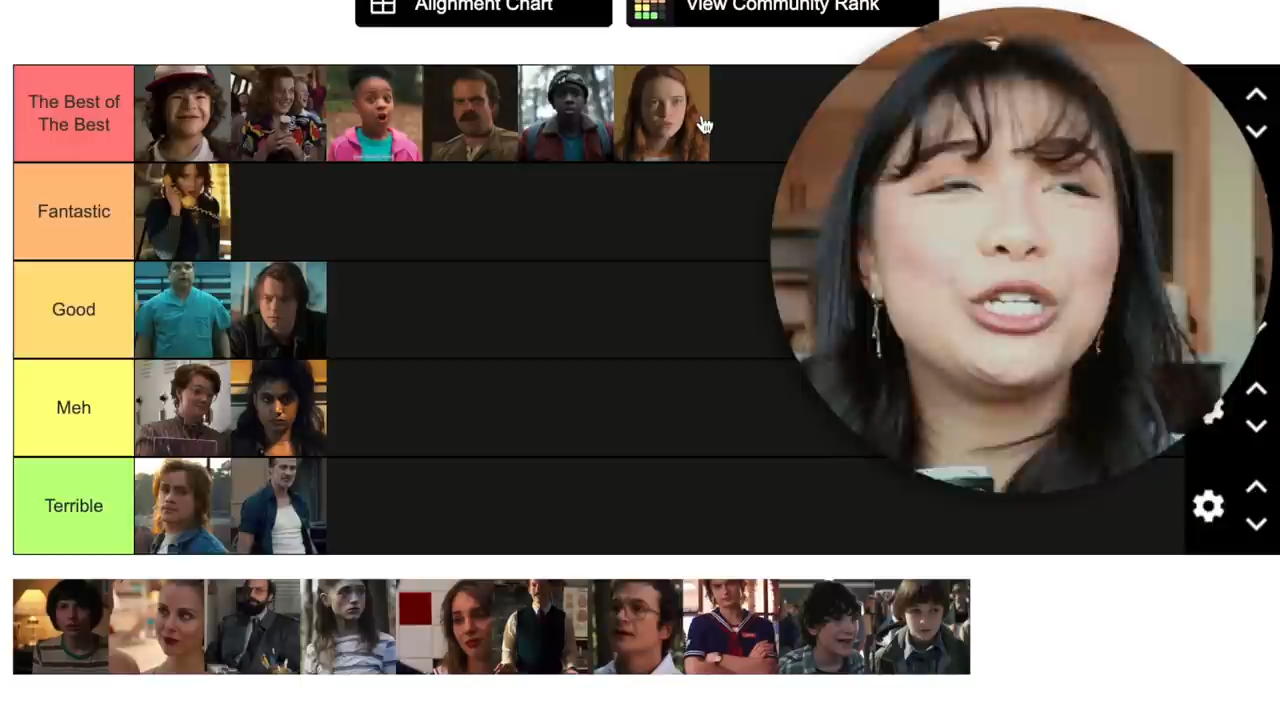 Alignment Chart
View Community Rank
The Best of
The Best
Fantastic
Good
Meh
Terrible